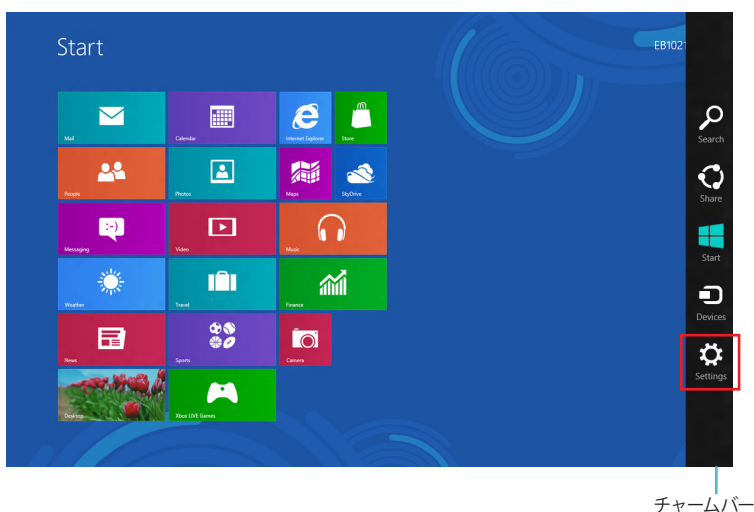 Start
EB1021
Search
Share
Start
Devices
Settings
Mail
Calendar
Internet Explorer
Store
People
Photos
Maps
SkyDrive
Messaging
:-)
Video
Music
Weather
Travel
Finance
News
Sports
Camera
Desktop
Xbox LIVE Games
チャームバー